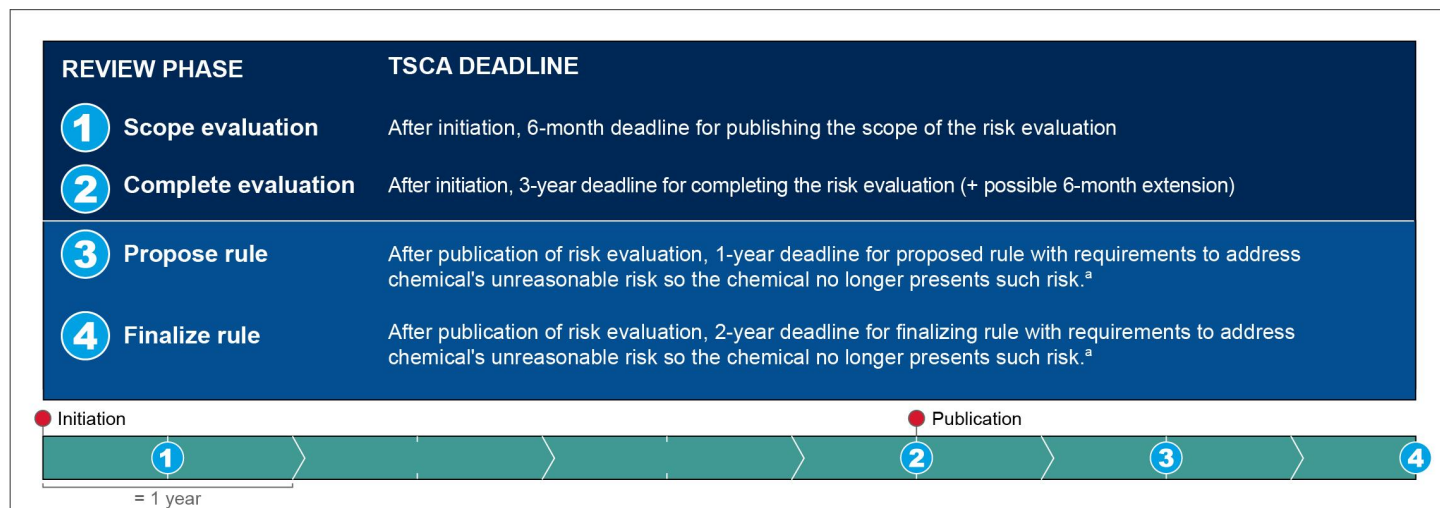 REVIEW PHASE TSCA DEADLINE
1 Scope evaluation After initiation, 6-month deadline for publishing the scope of the risk evaluation
2 Complete evaluation After initiation, 3-year deadline for completing the risk evaluation (+ possible 6-month extension)
3 Propose rule After publication of risk evaluation, 1-year deadline for proposed rule with requirements to address
chemical's unreasonable risk so the chemical no longer presents such risk.ª
4 Finalize rule After publication of risk evaluation, 2-year deadline for finalizing rule with requirements to address
chemical's unreasonable risk so the chemical no longer presents such risk.ª
Initiation Publication
1 2 3 4
= 1 year